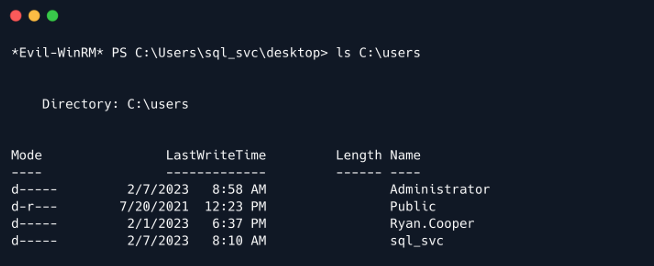 *Evil-WinRM* PS C:\Users\sql_svc\desktop> ls C:\users
Directory: C:\users
Mode LastWriteTime Length Name
---- ------------- ------ ----
d----- 2/7/2023 8:58 AM Administrator
d-r--- 7/20/2021 12:23 PM Public
d----- 2/1/2023 6:37 PM Ryan.Cooper
d----- 2/7/2023 8:10 AM sql_svc